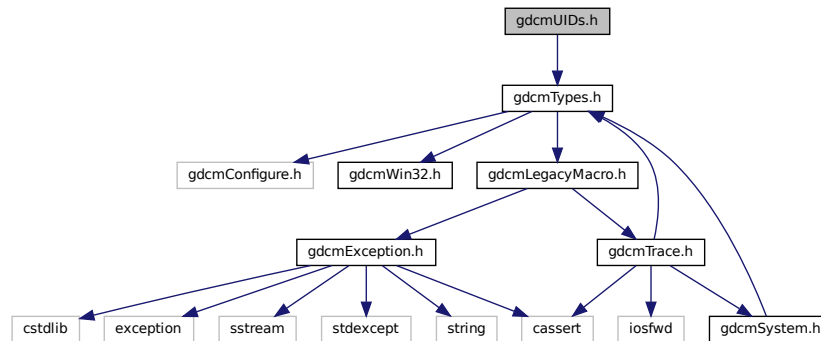 gdcmUIDs.h
gdcmTypes.h
gdcmConfigure.h
gdcmWin32.h
gdcmLegacyMacro.h
gdcmException.h
gdcmTrace.h
cstdlib
exception
sstream
stdexcept
string
cassert
iosfwd
gdcmSystem.h